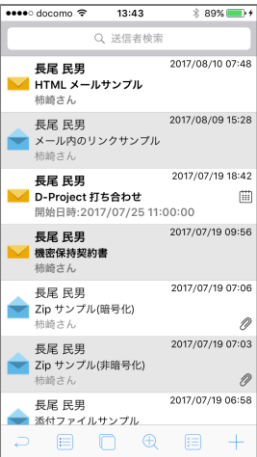 docomo 13:43 89%
送信者検索
長尾 民男 2017/08/10 07:48
HTML メールサンプル
柿崎さん
長尾 民男 2017/08/09 15:28
メール内のリンクサンプル
柿崎さん
長尾 民男 2017/07/19 18:42
D-Project 打ち合わせ
開始日時:2017/07/25 11:00:00
長尾 民男 2017/07/19 09:56
機密保持契約書
柿崎さん
長尾 民男 2017/07/19 07:06
Zip サンプル(暗号化)
柿崎さん
長尾 民男 2017/07/19 07:03
Zip サンプル(非暗号化)
柿崎さん
長尾 民男 2017/07/19 06:58
添付ファイルサンプル